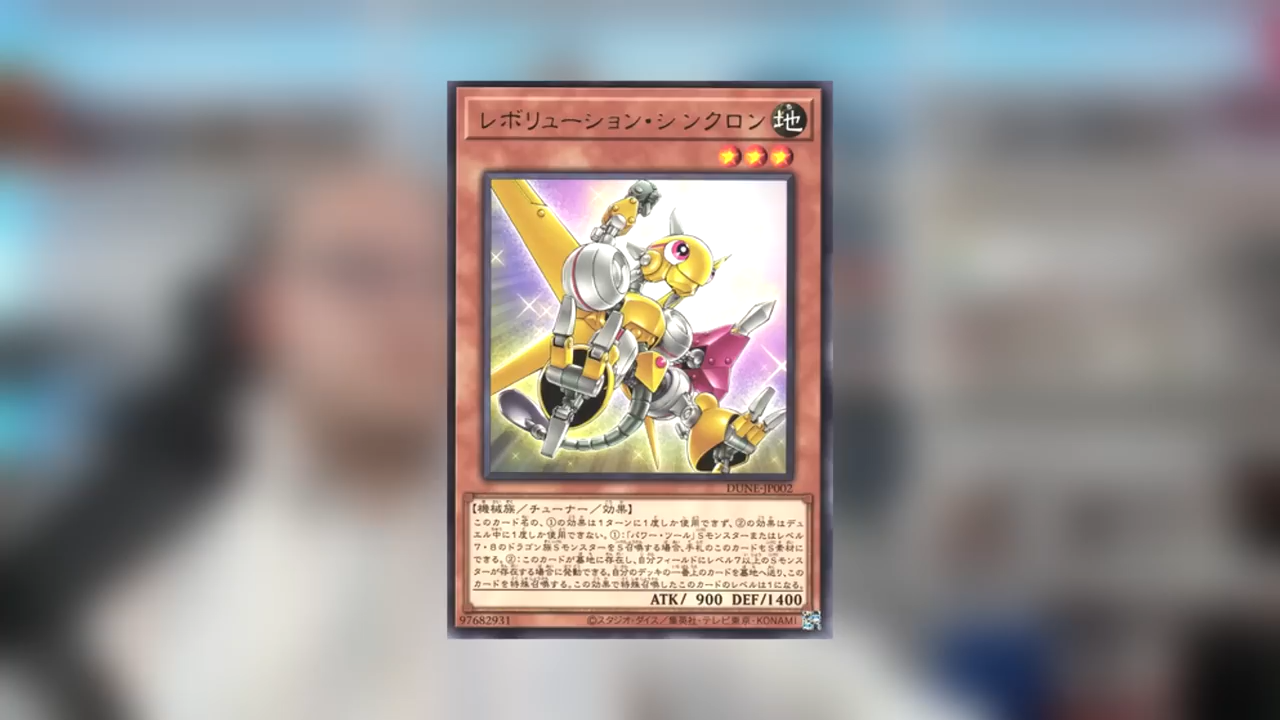 レボリューション・シンクロン
地
DUNE-JP002
【機械族/チューナー/効果】
このカード名の、①の効果は1ターンに1度しか使用できず、②の効果はデュ
エル中に1度しか使用できない。①:「パワー・ツール」SモンスターまたはレベL
7・8のドラゴン族SモンスターをS召喚する場合、手札のこのカードもS素材に
できる。②:このカードが墓地に存在し、自分フィールドにレベル7以上のSモンス
ターが存在する場合に発動できる。自分のデッキの一番上のカードを墓地へ送り、この
カードを特殊召喚する。この効果で特殊召喚したこのカードのレベルは1になる。
ATK/ 900 DEF/1400
97682931
©スタジオ・ダイス/集英社・テレビ東京・KONAMI